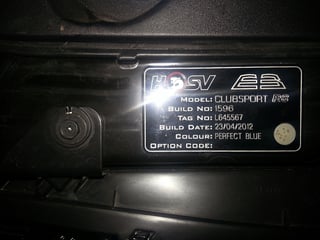 HSV E3
MODEL: CLUBSPORT R8
BUILD NO: 1596
TAG NO: L645567
BUILD DATE: 23/04/2012
COLOUR: PERFECT BLUE
OPTION CODE: